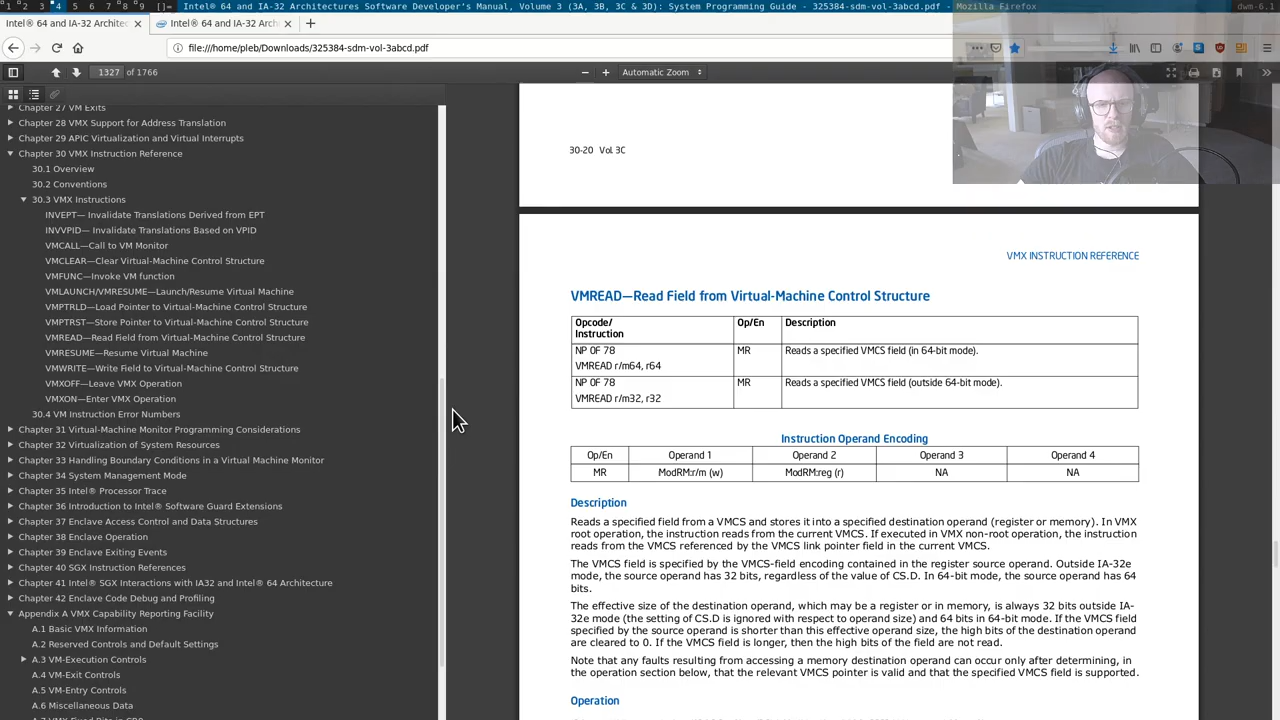 1 2 3 4 5 6 7 8 9 []= Intel® 64 and IA-32 Architectures Software Developer's Manual, Volume 3 (3A, 3B, 3C & 3D): System Programming Guide - 325384-sdm-vol-3abcd.pdf - Mozilla Firefox dwm-6.1
Intel® 64 and IA-32 Architec × Intel® 64 and IA-32 Arch × +
file:///home/pleb/Downloads/325384-sdm-vol-3abcd.pdf
1327 of 1766 Automatic Zoom
Chapter 27 VM Exits
Chapter 28 VMX Support for Address Translation
Chapter 29 APIC Virtualization and Virtual Interrupts
Chapter 30 VMX Instruction Reference
30.1 Overview
30.2 Conventions
30.3 VMX Instructions
INVEPT— Invalidate Translations Derived from EPT
INVVPID— Invalidate Translations Based on VPID
VMCALL—Call to VM Monitor
VMCLEAR—Clear Virtual-Machine Control Structure
VMFUNC—Invoke VM function
VMLAUNCH/VMRESUME—Launch/Resume Virtual Machine
VMPTRLD—Load Pointer to Virtual-Machine Control Structure
VMPTRST—Store Pointer to Virtual-Machine Control Structure
VMREAD—Read Field from Virtual-Machine Control Structure
VMRESUME—Resume Virtual Machine
VMWRITE—Write Field to Virtual-Machine Control Structure
VMXOFF—Leave VMX Operation
VMXON—Enter VMX Operation
30.4 VM Instruction Error Numbers
Chapter 31 Virtual-Machine Monitor Programming Considerations
Chapter 32 Virtualization of System Resources
Chapter 33 Handling Boundary Conditions in a Virtual Machine Monitor
Chapter 34 System Management Mode
Chapter 35 Intel® Processor Trace
Chapter 36 Introduction to Intel® Software Guard Extensions
Chapter 37 Enclave Access Control and Data Structures
Chapter 38 Enclave Operation
Chapter 39 Enclave Exiting Events
Chapter 40 SGX Instruction References
Chapter 41 Intel® SGX Interactions with IA32 and Intel® 64 Architecture
Chapter 42 Enclave Code Debug and Profiling
Appendix A VMX Capability Reporting Facility
A.1 Basic VMX Information
A.2 Reserved Controls and Default Settings
A.3 VM-Execution Controls
A.4 VM-Exit Controls
A.5 VM-Entry Controls
A.6 Miscellaneous Data
A.7 VMX-Fixed Bits in CR0
30-20 Vol. 3C
VMX INSTRUCTION REFERENCE
VMREAD—Read Field from Virtual-Machine Control Structure
Opcode/ Op/En Description
Instruction
NP 0F 78 MR Reads a specified VMCS field (in 64-bit mode).
VMREAD r/m64, r64
NP 0F 78 MR Reads a specified VMCS field (outside 64-bit mode).
VMREAD r/m32, r32
Instruction Operand Encoding
Op/En Operand 1 Operand 2 Operand 3 Operand 4
MR ModRM:r/m (w) ModRM:reg (r) NA NA
Description
Reads a specified field from a VMCS and stores it into a specified destination operand (register or memory). In VMX
root operation, the instruction reads from the current VMCS. If executed in VMX non-root operation, the instruction
reads from the VMCS referenced by the VMCS link pointer field in the current VMCS.
The VMCS field is specified by the VMCS-field encoding contained in the register source operand. Outside IA-32e
mode, the source operand has 32 bits, regardless of the value of CS.D. In 64-bit mode, the source operand has 64
bits.
The effective size of the destination operand, which may be a register or in memory, is always 32 bits outside IA-
32e mode (the setting of CS.D is ignored with respect to operand size) and 64 bits in 64-bit mode. If the VMCS field
specified by the source operand is shorter than this effective operand size, the high bits of the destination operand
are cleared to 0. If the VMCS field is longer, then the high bits of the field are not read.
Note that any faults resulting from accessing a memory destination operand can occur only after determining, in
the operation section below, that the relevant VMCS pointer is valid and that the specified VMCS field is supported.
Operation